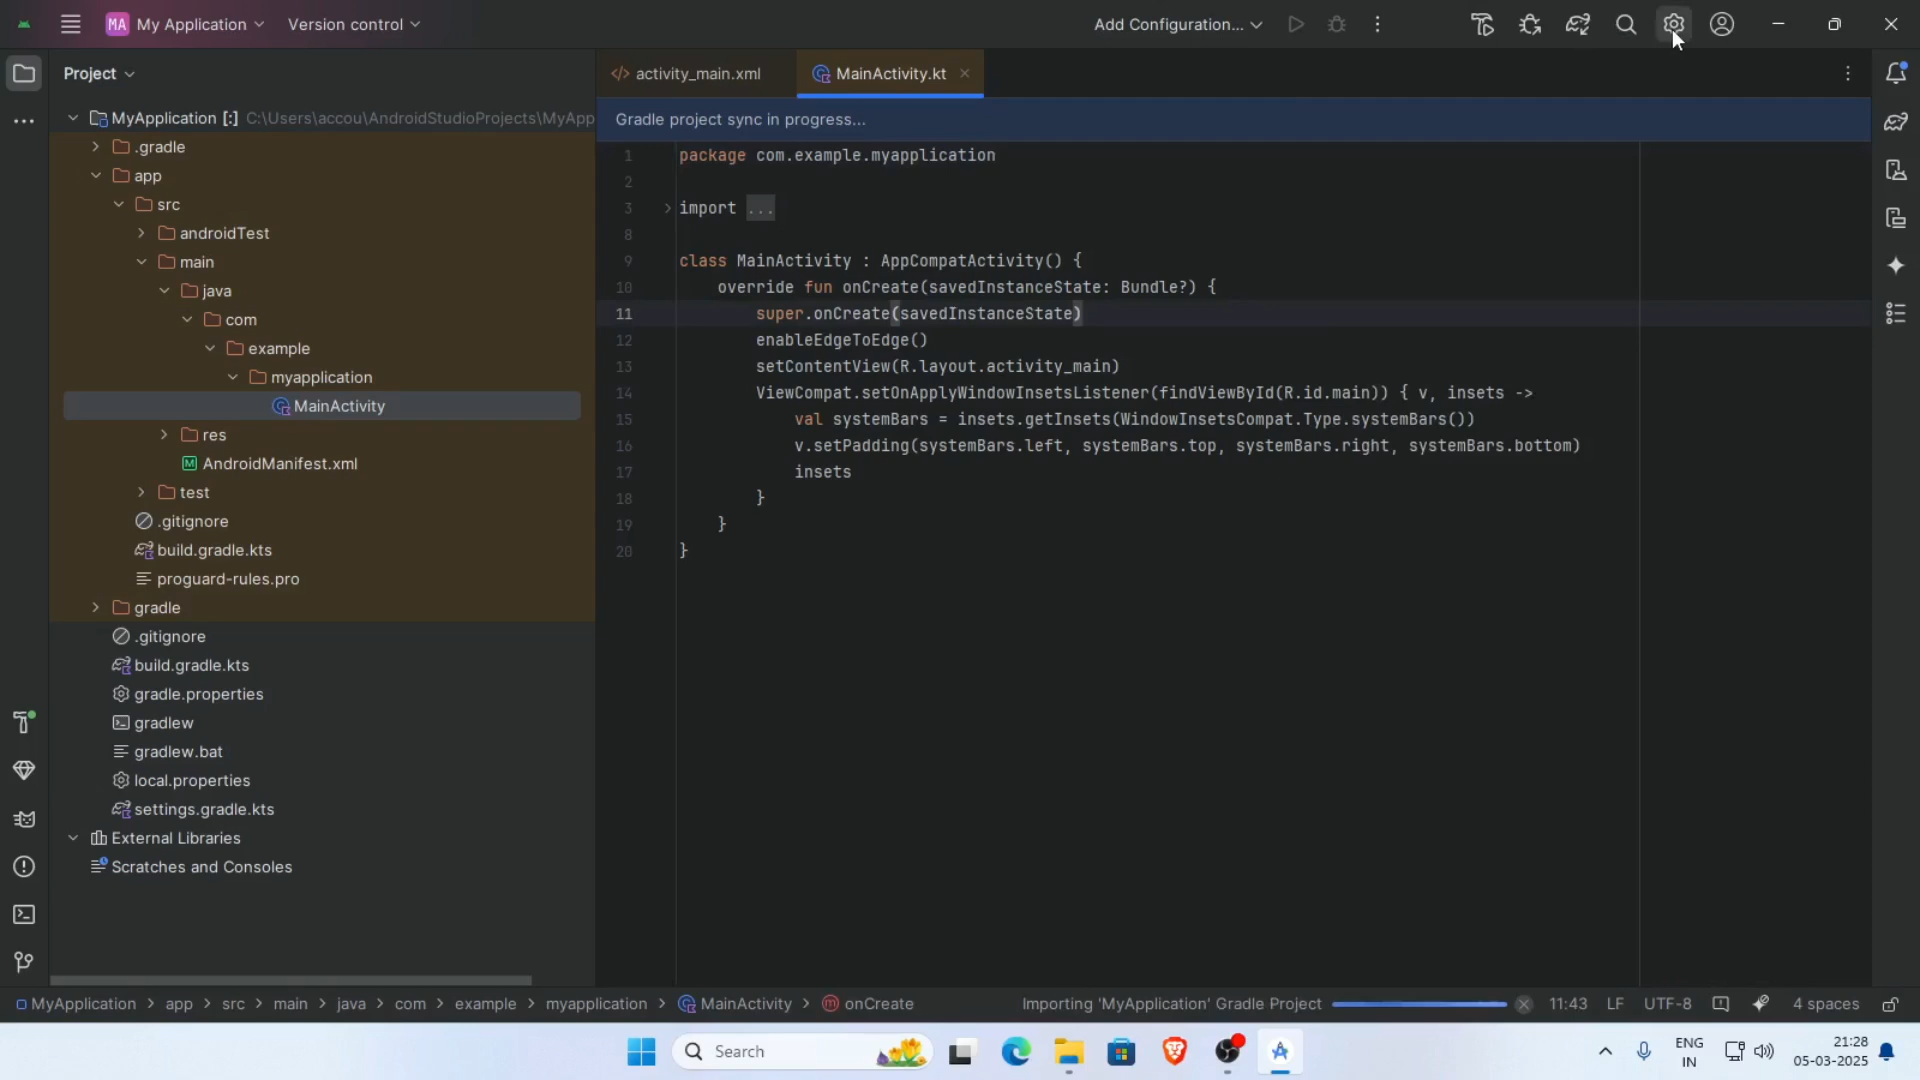 MA My Application Version control Add Configuration...
Project
activity_main.xml MainActivity.kt
MyApplication [:] C:\Users\accou\AndroidStudioProjects\MyApp
.gradle
app
src
androidTest
main
java
com
example
myapplication
MainActivity
res
AndroidManifest.xml
test
.gitignore
build.gradle.kts
proguard-rules.pro
gradle
.gitignore
build.gradle.kts
gradle.properties
gradlew
gradlew.bat
local.properties
settings.gradle.kts
External Libraries
Scratches and Consoles
Gradle project sync in progress...
1 package com.example.myapplication
2
3 import ...
8
9 class MainActivity : AppCompatActivity() {
10 override fun onCreate(savedInstanceState: Bundle?) {
11 super.onCreate(savedInstanceState)
12 enableEdgeToEdge()
13 setContentView(R.layout.activity_main)
14 ViewCompat.setOnApplyWindowInsetsListener(findViewById(R.id.main)) { v, insets ->
15 val systemBars = insets.getInsets(WindowInsetsCompat.Type.systemBars())
16 v.setPadding(systemBars.left, systemBars.top, systemBars.right, systemBars.bottom)
17 insets
18 }
19 }
20 }
MyApplication > app > src > main > java > com > example > myapplication > MainActivity > onCreate Importing 'MyApplication' Gradle Project 11:43 LF UTF-8 4 spaces
Search ENG 21:28
IN 05-03-2025